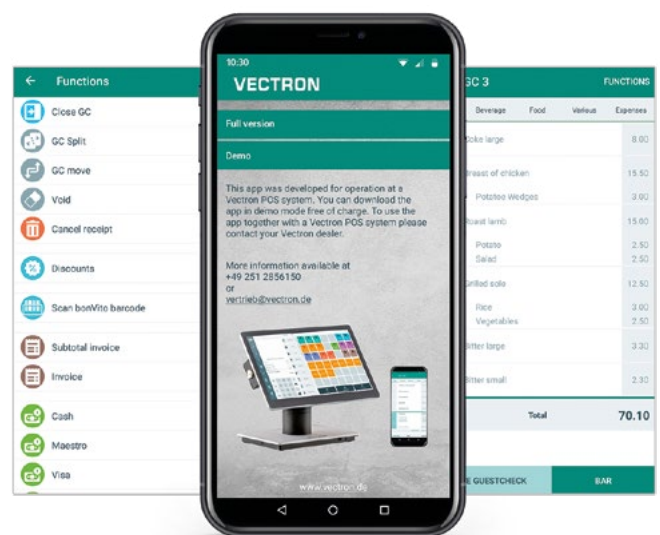 Functions
Close GC
GC Split
GC move
Void
Cancel receipt
Discounts
Scan bonVito barcode
Subtotal invoice
Invoice
Cash
Maestro
Visa
10:30
VECTRON
Full version
Demo
This app was developed for operation at a
Vectron POS system. You can download the
app in demo mode free of charge. To use the
app together with a Vectron POS system please
contact your Vectron dealer.
More information available at
+49 251 2856150
or
vertrieb@vectron.de
www.vectron.de
GC 3 FUNCTIONS
Beverage Food Various Expenses
Coke large 8.00
Breast of chicken 15.50
Potatoe Wedges 3.00
Roast lamb 15.00
Potato 2.50
Salad 2.50
Grilled sole 12.50
Rice 3.00
Vegetables 2.50
Bitter large 3.30
Bitter small 2.30
Total 70.10
E GUESTCHECK BAR